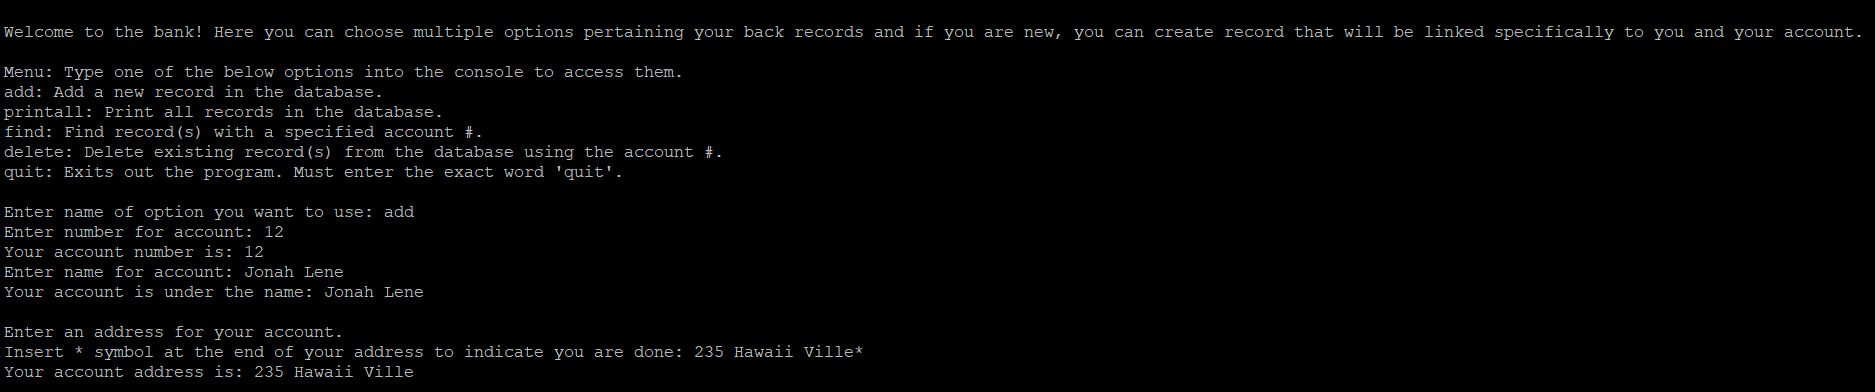 Welcome to the bank! Here you can choose multiple options pertaining your back records and if you are new, you can create record that will be linked specifically to you and your account.
Menu: Type one of the below options into the console to access them.
add: Add a new record in the database.
printall: Print all records in the database.
find: Find record(s) with a specified account #.
delete: Delete existing record(s) from the database using the account #.
quit: Exits out the program. Must enter the exact word 'quit'.
Enter name of option you want to use: add
Enter number for account: 12
Your account number is: 12
Enter name for account: Jonah Lene
Your account is under the name: Jonah Lene
Enter an address for your account.
Insert * symbol at the end of your address to indicate you are done: 235 Hawaii Ville*
Your account address is: 235 Hawaii Ville